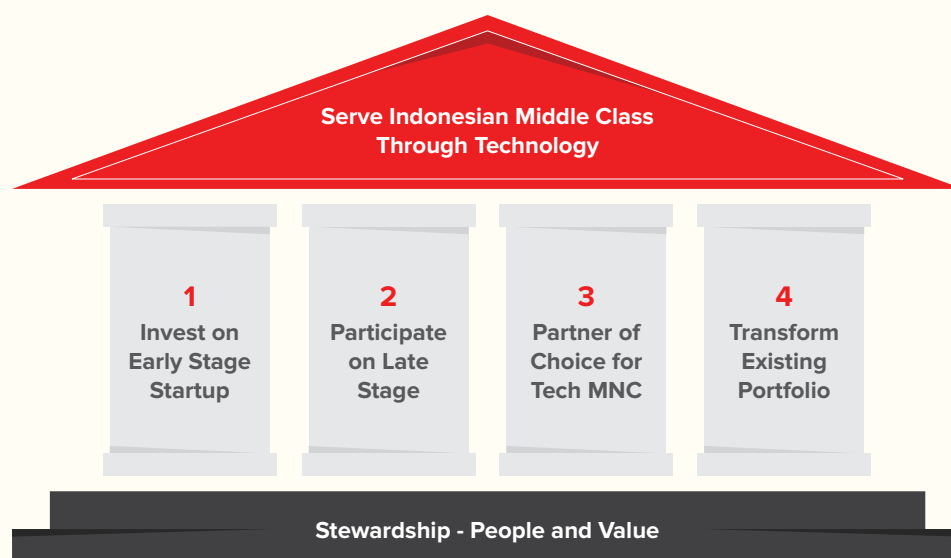 Serve Indonesian Middle Class
Through Technology
1
Invest on
Early Stage
Startup
2
Participate
on Late
Stage
3
Partner of
Choice for
Tech MNC
4
Transform
Existing
Portfolio
Stewardship - People and Value